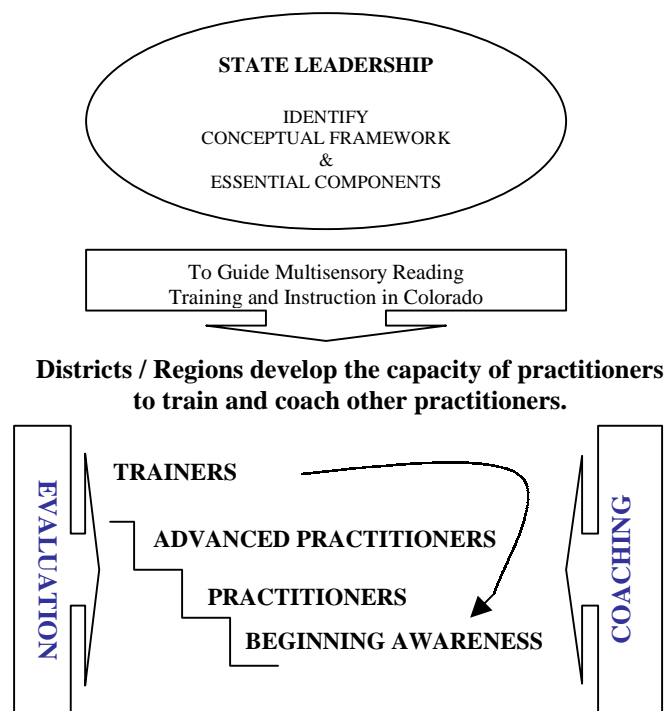 STATE LEADERSHIP
IDENTIFY
CONCEPTUAL FRAMEWORK
&
ESSENTIAL COMPONENTS
To Guide Multisensory Reading
Training and Instruction in Colorado
Districts / Regions develop the capacity of practitioners
to train and coach other practitioners.
EVALUATION
TRAINERS
ADVANCED PRACTITIONERS
PRACTITIONERS
BEGINNING AWARENESS
COACHING